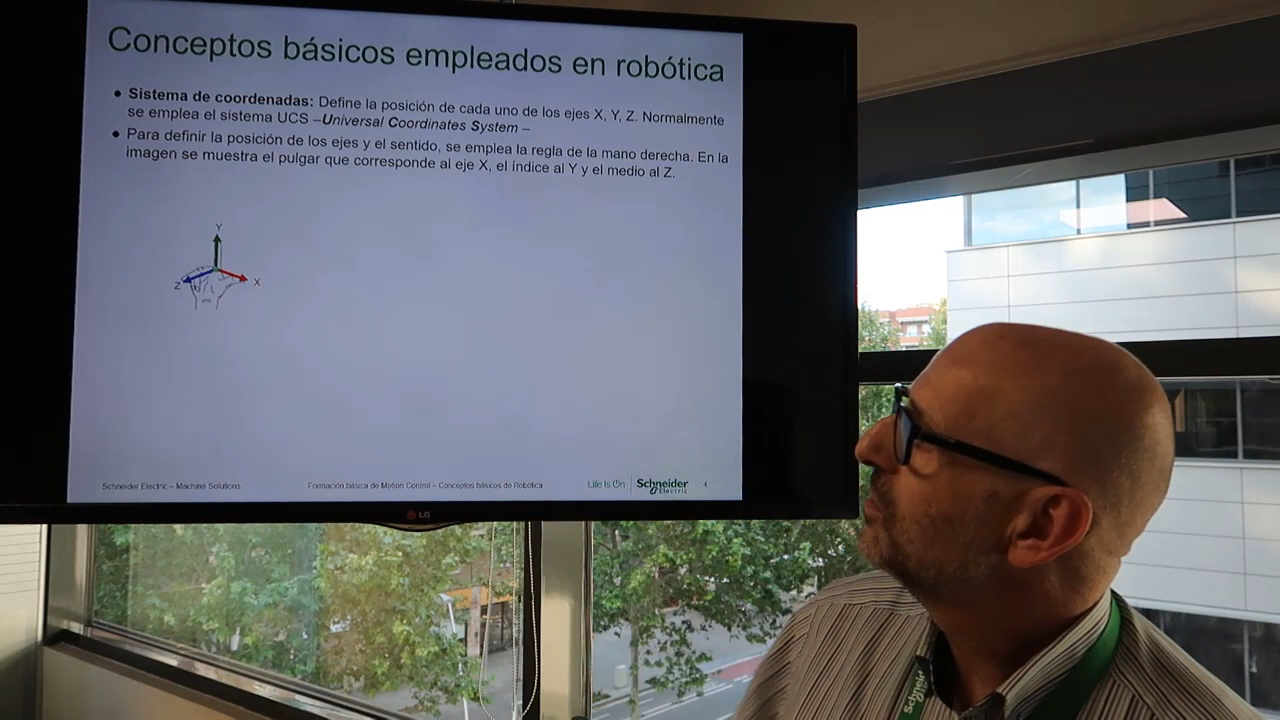 Conceptos básicos empleados en robótica
• Sistema de coordenadas: Define la posición de cada uno de los ejes X, Y, Z. Normalmente
se emplea el sistema UCS –Universal Coordinates System –
• Para definir la posición de los ejes y el sentido, se emplea la regla de la mano derecha. En la
imagen se muestra el pulgar que corresponde al eje X, el índice al Y y el medio al Z.
Y
Z
X
Schneider Electric – Machine Solutions
Formación básica de Motion Control – Conceptos básicos de Robótica
Life Is On
Schneider
Electric
4
LG
Schneider